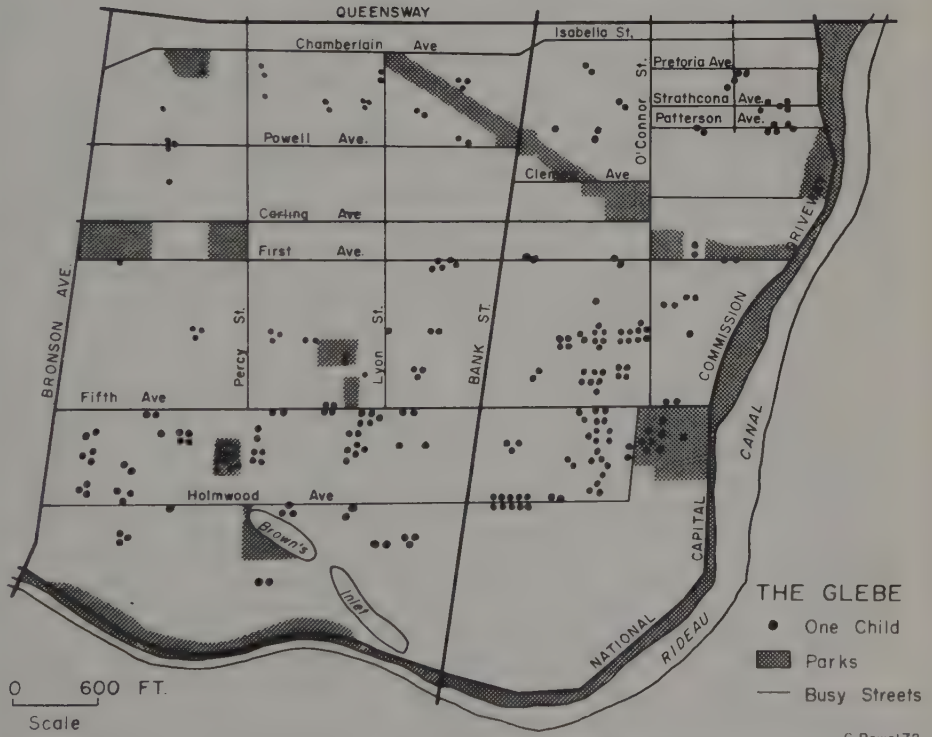 QUEENSWAY
Chamberlain Ave
Isabella St.
Pretoria Ave.
Strathcona Ave.
Patterson Ave.
O'Connor St.
Powell Ave.
Clemow Ave
Carling Ave
First Ave.
DRIVEWAY
BRONSON AVE.
Percy St.
Lyon St.
BANK ST.
COMMISSION
Fifth Ave
CANAL
Holmwood Ave
Brown's
Inlet
CAPITAL
NATIONAL
RIDEAU
THE GLEBE
One Child
Parks
Busy Streets
0 600 FT.
Scale